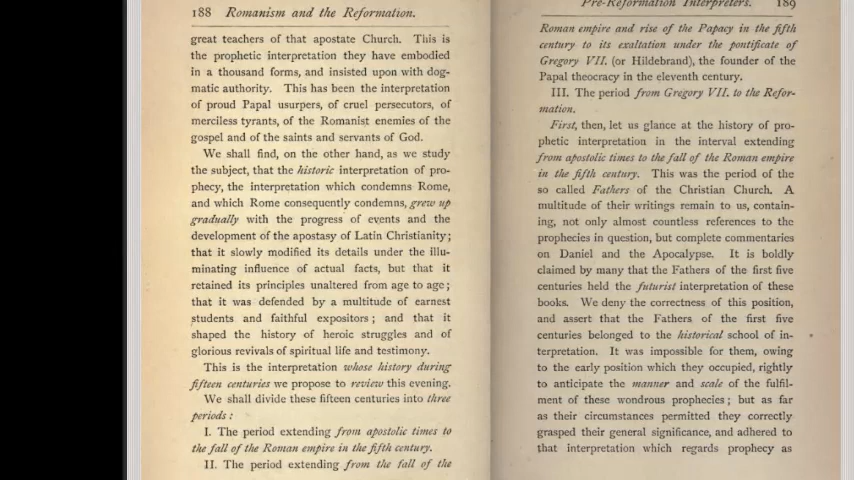 188 Romanism and the Reformation.
great teachers of that apostate Church. This is
the prophetic interpretation they have embodied
in a thousand forms, and insisted upon with dog-
matic authority. This has been the interpretation
of proud Papal usurpers, of cruel persecutors, of
merciless tyrants, of the Romanist enemies of the
gospel and of the saints and servants of God.
We shall find, on the other hand, as we study
the subject, that the historic interpretation of pro-
phecy, the interpretation which condemns Rome,
and which Rome consequently condemns, grew up
gradually with the progress of events and the
development of the apostasy of Latin Christianity;
that it slowly modified its details under the illu-
minating influence of actual facts, but that it
retained its principles unaltered from age to age;
that it was defended by a multitude of earnest
students and faithful expositors; and that it
shaped the history of heroic struggles and of
glorious revivals of spiritual life and testimony.
This is the interpretation whose history during
fifteen centuries we propose to review this evening.
We shall divide these fifteen centuries into three
periods:
I. The period extending from apostolic times to
the fall of the Roman empire in the fifth century.
II. The period extending from the fall of the
Pre-Reformation Interpreters. 189
Roman empire and rise of the Papacy in the fifth
century to its exaltation under the pontificate of
Gregory VII. (or Hildebrand), the founder of the
Papal theocracy in the eleventh century.
III. The period from Gregory VII. to the Refor-
mation.
First, then, let us glance at the history of pro-
phetic interpretation in the interval extending
from apostolic times to the fall of the Roman empire
in the fifth century. This was the period of the
so called Fathers of the Christian Church. A
multitude of their writings remain to us, contain-
ing, not only almost countless references to the
prophecies in question, but complete commentaries
on Daniel and the Apocalypse. It is boldly
claimed by many that the Fathers of the first five
centuries held the futurist interpretation of these
books. We deny the correctness of this position,
and assert that the Fathers of the first five
centuries belonged to the historical school of in-
terpretation. It was impossible for them, owing
to the early position which they occupied, rightly
to anticipate the manner and scale of the fulfil-
ment of these wondrous prophecies; but as far
as their circumstances permitted they correctly
grasped their general significance, and adhered to
that interpretation which regards prophecy as